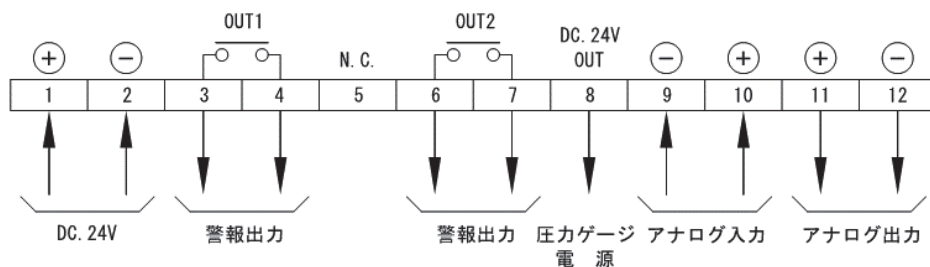 OUT1
OUT2
DC. 24V
OUT
+ − N. C. − + + −
1 2 3 4 5 6 7 8 9 10 11 12
DC. 24V 警報出力 警報出力 圧力ゲージ アナログ入力 アナログ出力
電 源